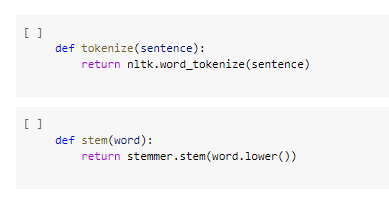 [ ]
def tokenize(sentence):
    return nltk.word_tokenize(sentence)
[ ]
def stem(word):
    return stemmer.stem(word.lower())